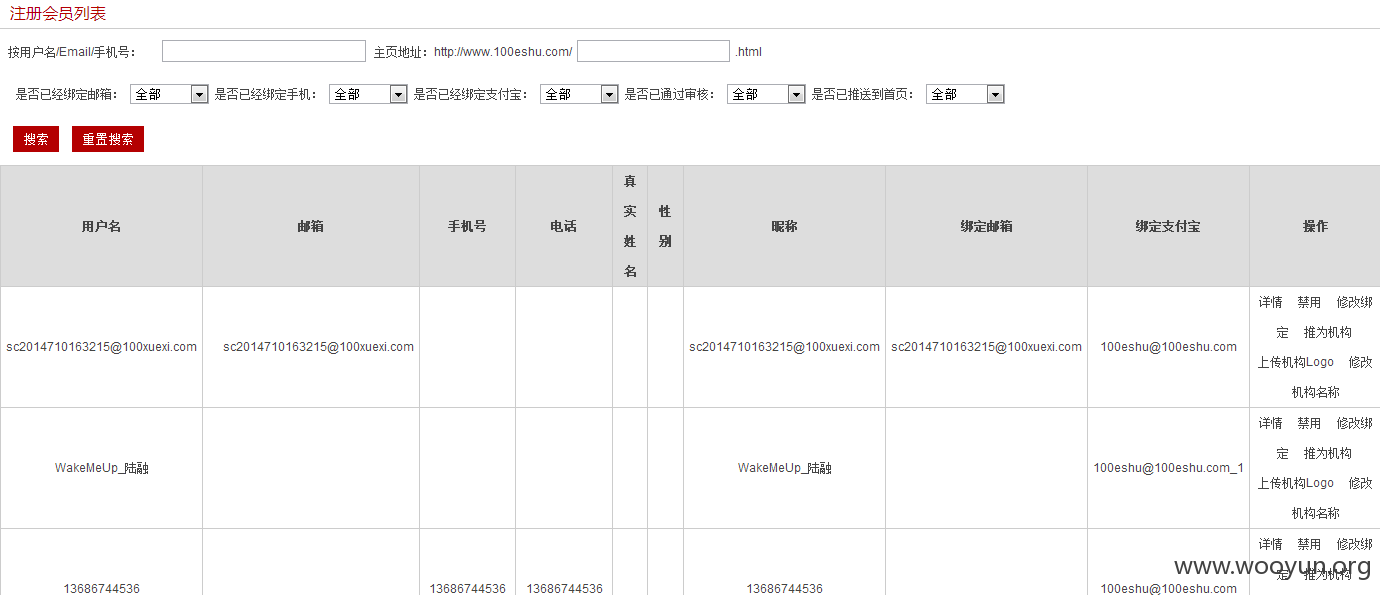 注册会员列表
按用户名/Email/手机号： 主页地址：http://www.100eshu.com/ .html
是否已经绑定邮箱： 全部 是否已经绑定手机： 全部 是否已经绑定支付宝： 全部 是否已通过审核： 全部 是否已推送到首页： 全部
搜索 重置搜索
用户名 邮箱 手机号 电话 真实姓名 性别 昵称 绑定邮箱 绑定支付宝 操作
sc2014710163215@100xuexi.com sc2014710163215@100xuexi.com sc2014710163215@100xuexi.com sc2014710163215@100xuexi.com 100eshu@100eshu.com
详情 禁用 修改绑
定 推为机构
上传机构Logo 修改
机构名称
WakeMeUp_陆融 WakeMeUp_陆融 100eshu@100eshu.com_1
详情 禁用 修改绑
定 推为机构
上传机构Logo 修改
机构名称
13686744536 13686744536 13686744536 13686744536 100eshu@100eshu.com
详情 禁用 修改绑
定 推为机构
www.wooyun.org